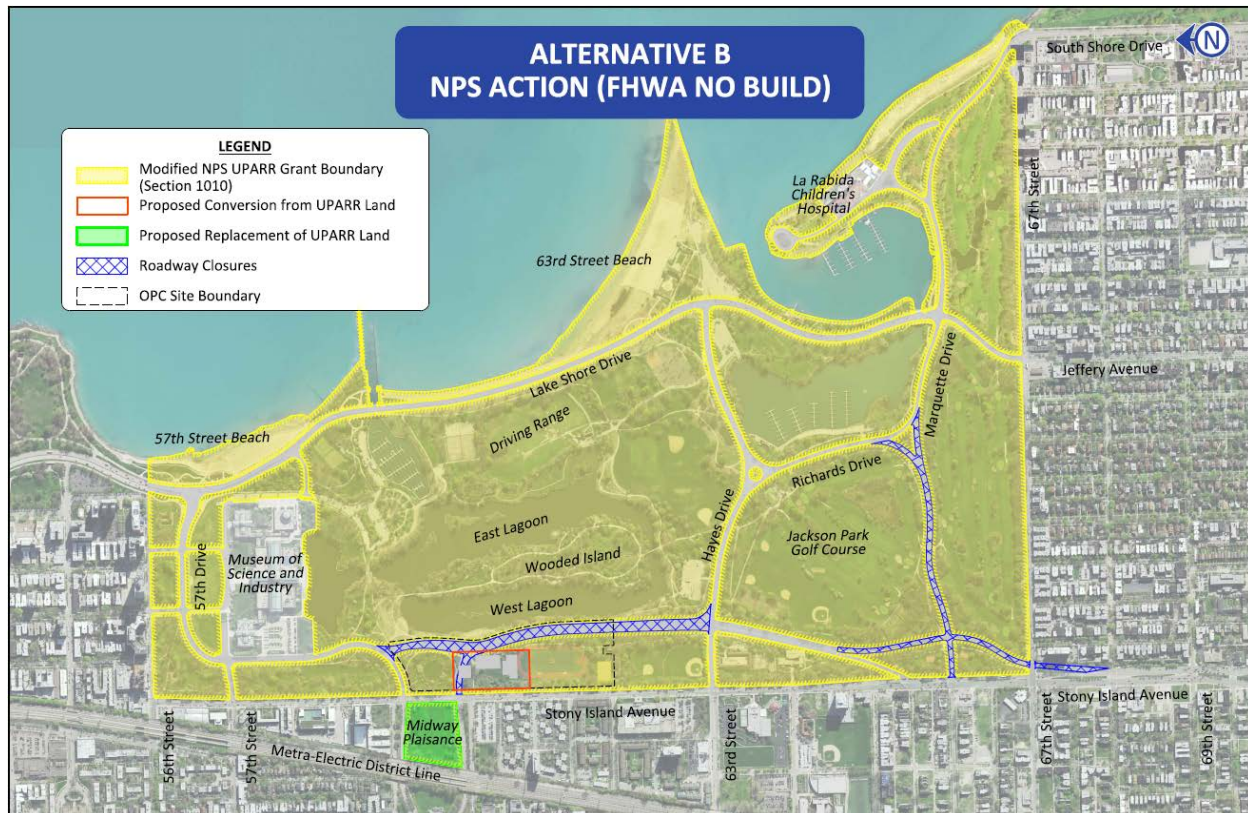 ALTERNATIVE B
NPS ACTION (FHWA NO BUILD)
South Shore Drive
N
LEGEND
Modified NPS UPARR Grant Boundary
(Section 1010)
Proposed Conversion from UPARR Land
Proposed Replacement of UPARR Land
Roadway Closures
OPC Site Boundary
La Rabida
Children's
Hospital
67th Street
63rd Street Beach
Lake Shore Drive
Jeffery Avenue
Marquette Drive
57th Street Beach
Driving Range
Richards Drive
Hayes Drive
East Lagoon
Wooded Island
West Lagoon
Jackson Park
Golf Course
57th Drive
Museum of
Science and
Industry
Stony Island Avenue
Stony Island Avenue
Midway
Plaisance
Metra-Electric District Line
56th Street
57th Street
63rd Street
67th Street
69th Street